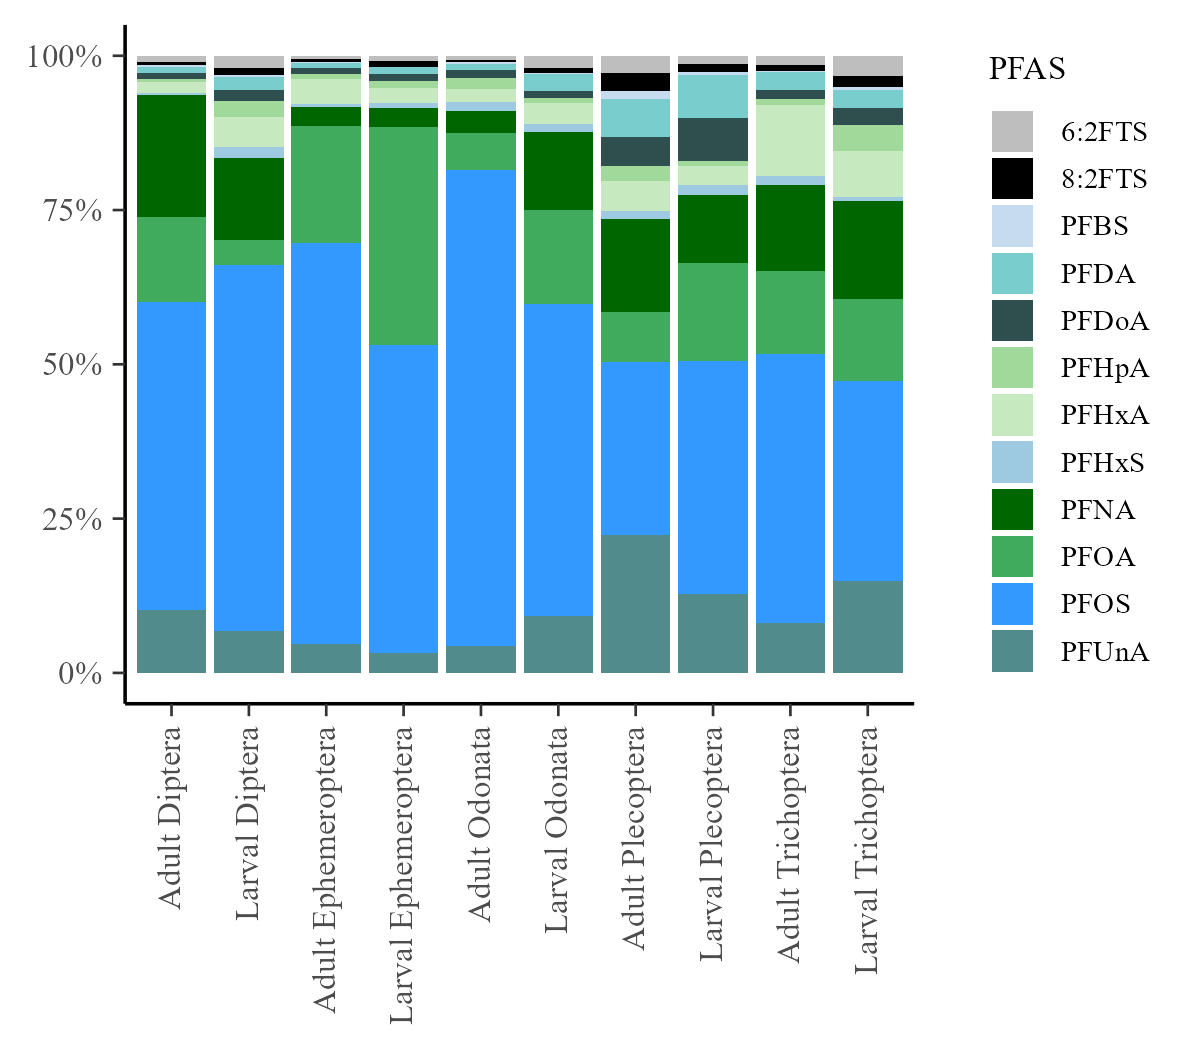 100%
75%
50%
25%
0%
Adult Diptera
Larval Diptera
Adult Ephemeroptera
Larval Ephemeroptera
Adult Odonata
Larval Odonata
Adult Plecoptera
Larval Plecoptera
Adult Trichoptera
Larval Trichoptera
PFAS
6:2FTS
8:2FTS
PFBS
PFDA
PFDoA
PFHpA
PFHxA
PFHxS
PFNA
PFOA
PFOS
PFUnA